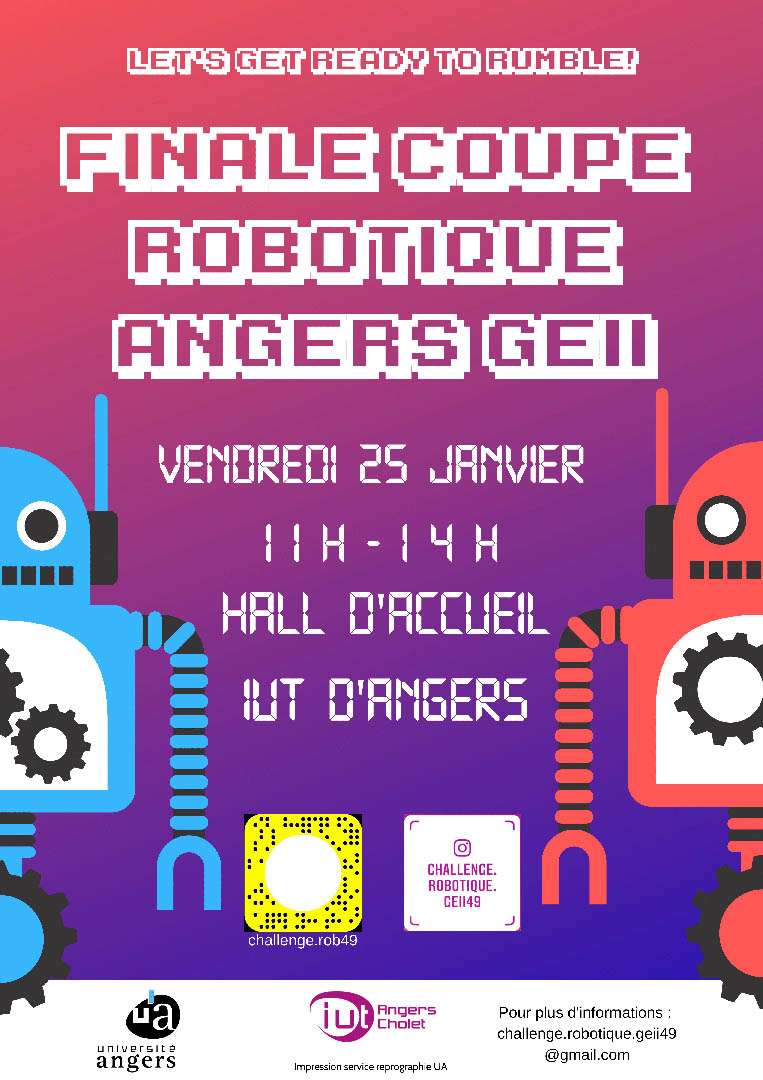 LET'S GET READY TO RUMBLE!
FINALE COUPE
ROBOTIQUE
ANGERS GEII
VENDREDI 25 JANVIER
11H-14H
HALL D'ACCUEIL
IUT D'ANGERS
CHALLENGE.
ROBOTIQUE.
GEII49
challenge.rob49
ua
université
angers
iut Angers
Cholet
Impression service reprographie UA
Pour plus d'informations :
challenge.robotique.geii49
@gmail.com